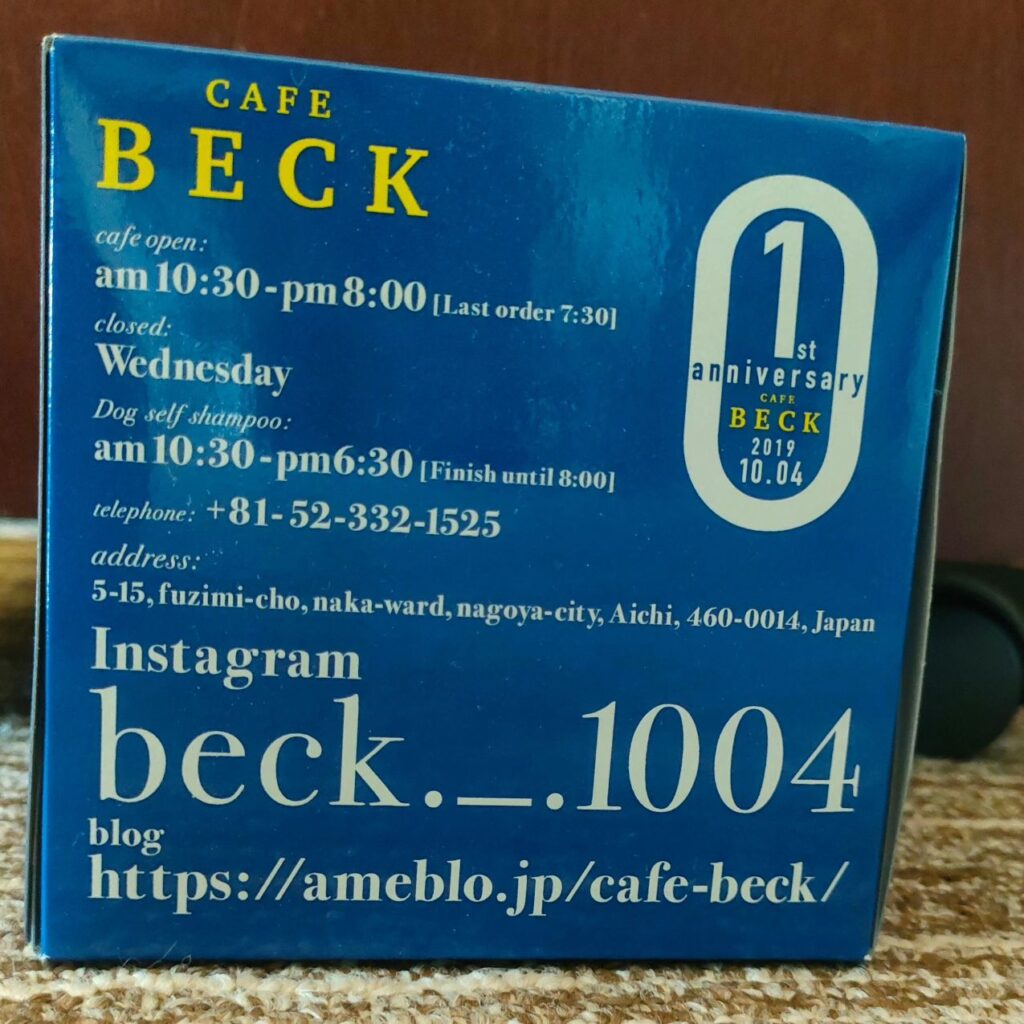 CAFE
BECK
cafe open:
am 10:30-pm 8:00 [Last order 7:30]
closed:
Wednesday
Dog self shampoo:
am 10:30-pm6:30 [Finish until 8:00]
telephone: +81-52-332-1525
address:
5-15, fuzimi-cho, naka-ward, nagoya-city, Aichi, 460-0014, Japan
Instagram
beck._.1004
blog
https://ameblo.jp/cafe-beck/
1st
anniversary
CAFE
BECK
2019
10.04